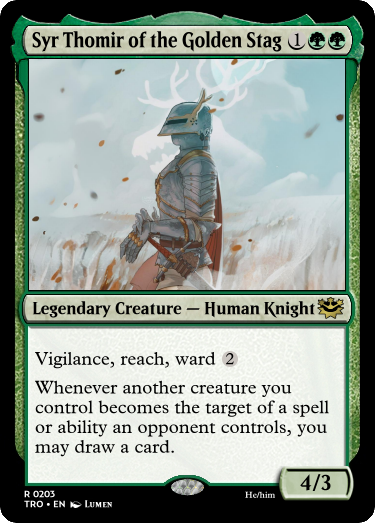 Syr Thomir of the Golden Stag 1
Legendary Creature — Human Knight
Vigilance, reach, ward 2
Whenever another creature you
control becomes the target of a spell
or ability an opponent controls, you
may draw a card.
4/3
R 0203
TRO • EN LUMEN
He/him